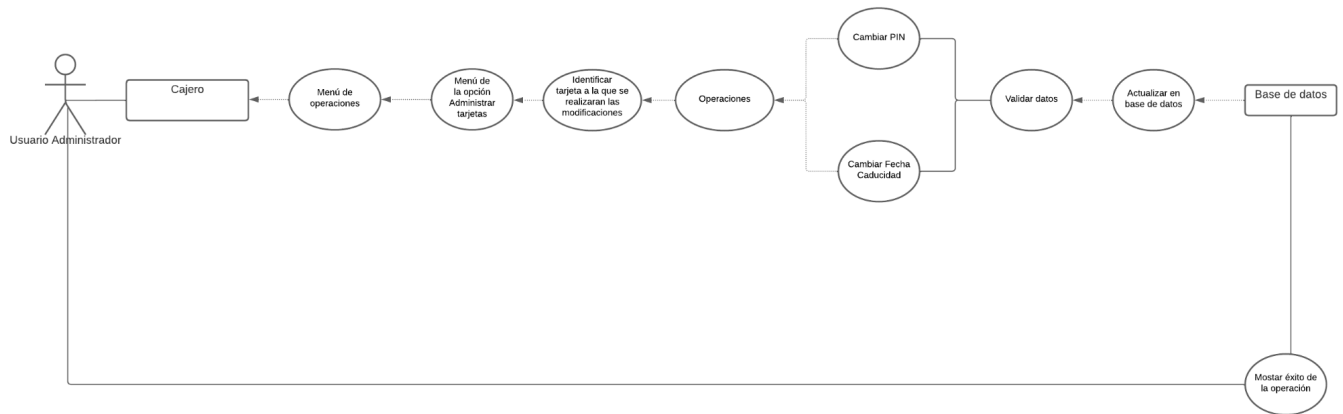 Usuario Administrador
Cajero
Menú de
operaciones
Menú de
la opción
Administrar
tarjetas
Identificar
tarjeta a la que se
realizaran las
modificaciones
Operaciones
Cambiar PIN
Cambiar Fecha
Caducidad
Validar datos
Actualizar en
base de datos
Base de datos
Mostar éxito de
la operación